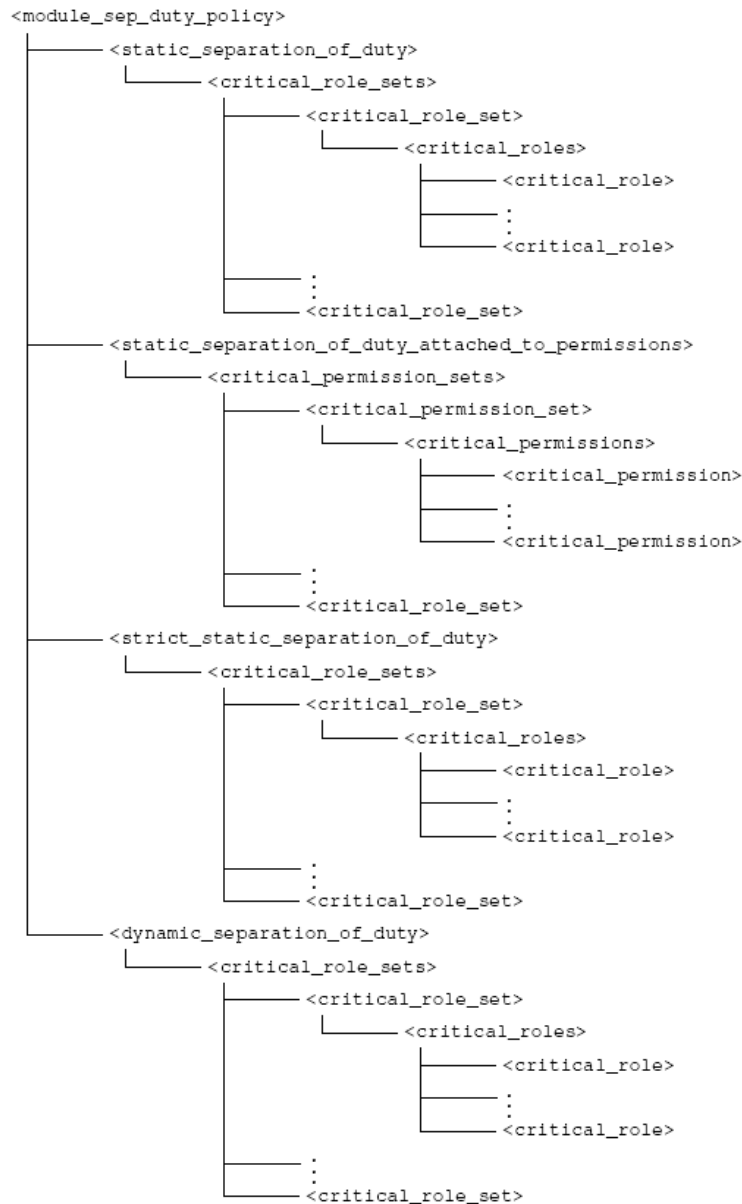 <module_sep_duty_policy>
<static_separation_of_duty>
<critical_role_sets>
<critical_role_set>
<critical_roles>
<critical_role>
:
<critical_role>
:
<critical_role_set>
<static_separation_of_duty_attached_to_permissions>
<critical_permission_sets>
<critical_permission_set>
<critical_permissions>
<critical_permission>
:
<critical_permission>
:
<critical_role_set>
<strict_static_separation_of_duty>
<critical_role_sets>
<critical_role_set>
<critical_roles>
<critical_role>
:
<critical_role>
:
<critical_role_set>
<dynamic_separation_of_duty>
<critical_role_sets>
<critical_role_set>
<critical_roles>
<critical_role>
:
<critical_role>
:
<critical_role_set>